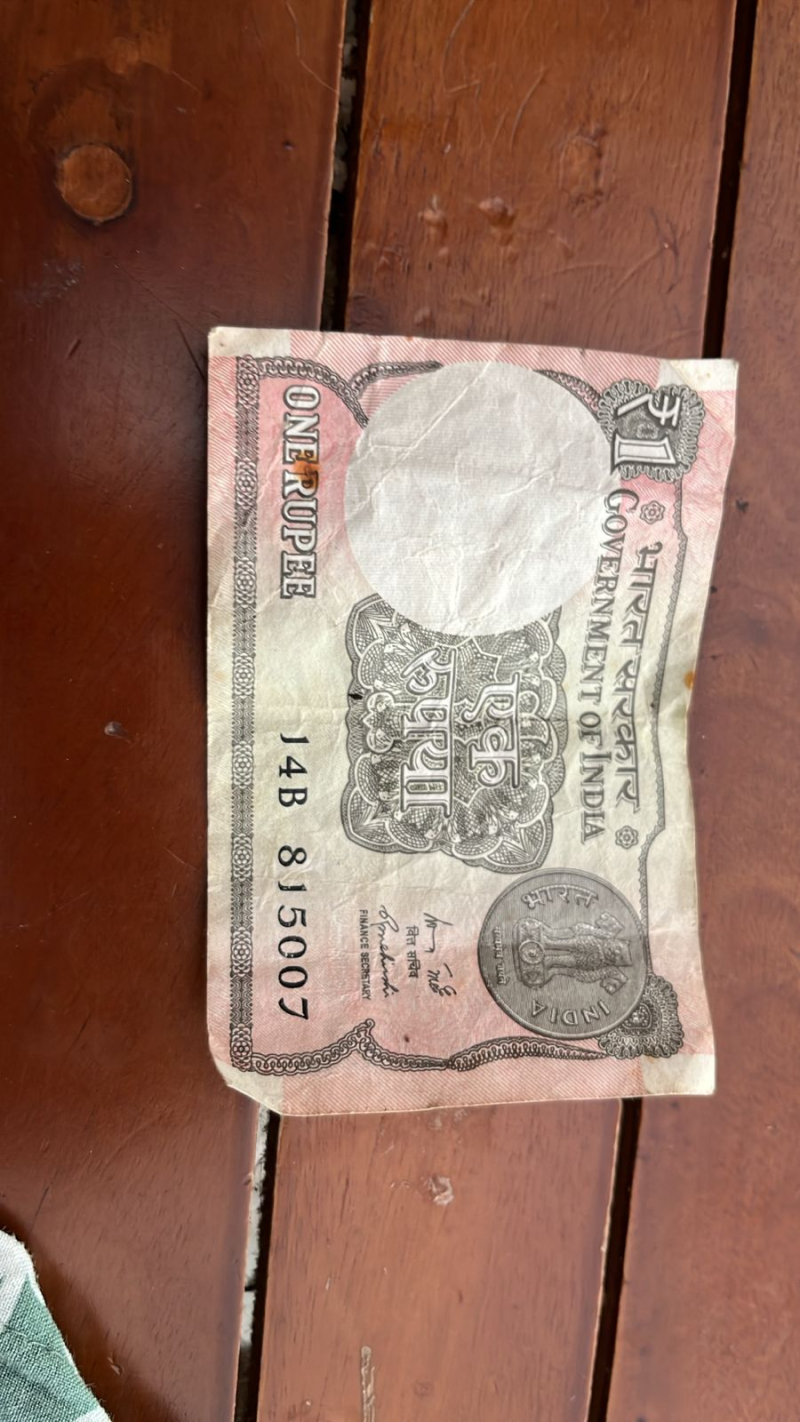 ₹1
भारत सरकार
GOVERNMENT OF INDIA
एक
रुपया
भारत
INDIA
वित्त सचिव
FINANCE SECRETARY
ONE RUPEE
14B 815007